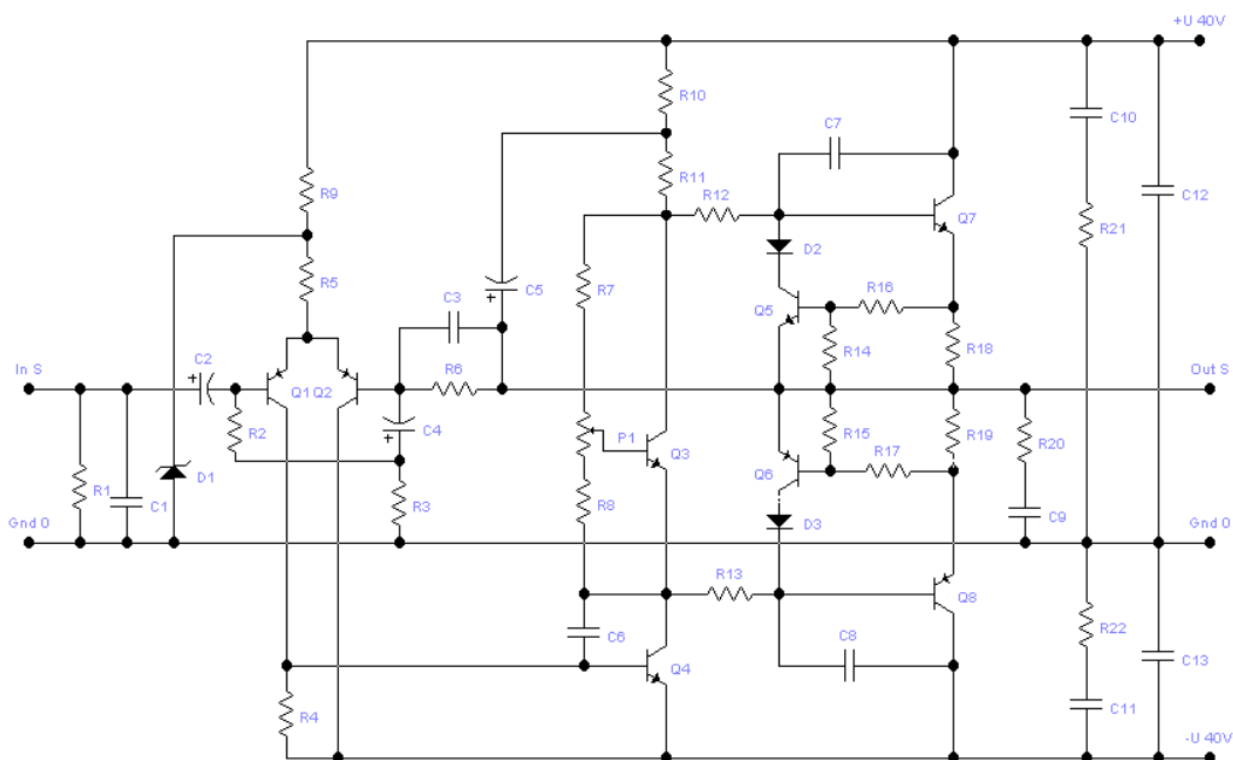 +U 40V
R10
C10
C7
R11
R12
C12
R9
Q7
R21
D2
R5
C5
R7
R16
C3
Q5
R14
R18
C2
R6
In S
Out S
Q1 Q2
C4
R2
P1
R15
R19
R20
Q3
R17
Q6
D1
R1
C1
R3
R8
C9
Gnd 0
D3
Gnd 0
R13
Q8
R22
C6
C8
Q4
C13
R4
C11
-U 40V